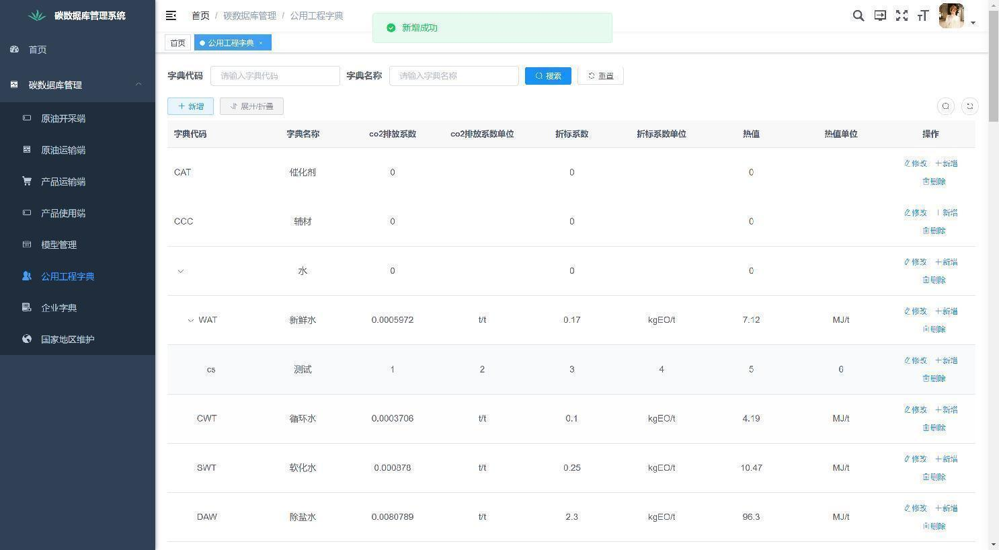 碳数据库管理系统
首页 / 碳数据库管理 / 公用工程字典
新增成功
首页
碳数据库管理
原油开采端
原油运输端
产品运输端
产品使用端
模型管理
公用工程字典
企业字典
国家地区维护
首页 公用工程字典 ×
字典代码 请输入字典代码 字典名称 请输入字典名称 搜索 重置
+ 新增 展开/折叠
字典代码 字典名称 co2排放系数 co2排放系数单位 折标系数 折标系数单位 热值 热值单位 操作
CAT 催化剂 0 0 0 修改 +新增 删除
CCC 辅材 0 0 0 修改 +新增 删除
水 0 0 0 修改 +新增 删除
WAT 新鲜水 0.0005972 t/t 0.17 kgEO/t 7.12 MJ/t 修改 +新增 删除
cs 测试 1 2 3 4 5 6 修改 +新增 删除
CWT 循环水 0.0003706 t/t 0.1 kgEO/t 4.19 MJ/t 修改 +新增 删除
SWT 软化水 0.000878 t/t 0.25 kgEO/t 10.47 MJ/t 修改 +新增 删除
DAW 除盐水 0.0080789 t/t 2.3 kgEO/t 96.3 MJ/t 修改 +新增 删除